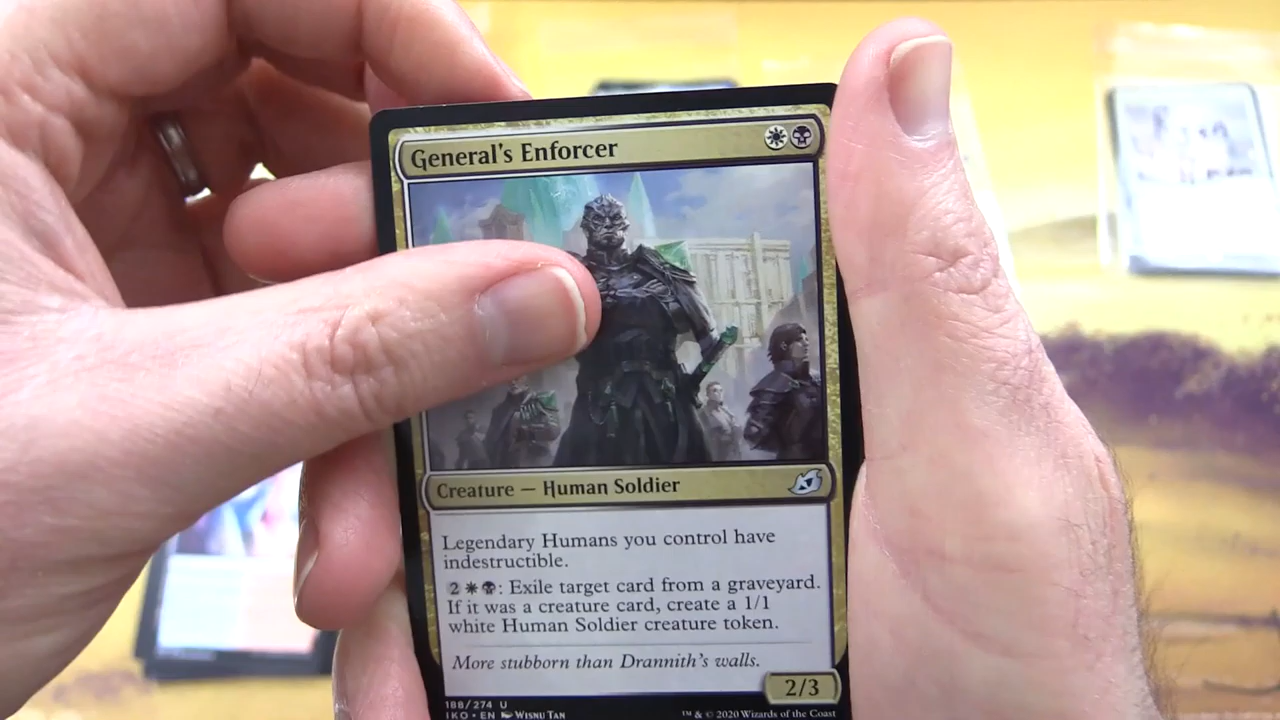 General's Enforcer
Creature — Human Soldier
Legendary Humans you control have
indestructible.
2 : Exile target card from a graveyard.
If it was a creature card, create a 1/1
white Human Soldier creature token.
More stubborn than Drannith's walls.
2/3
188/274 U
IKO • EN Wisnu Tan
™ & © 2020 Wizards of the Coast